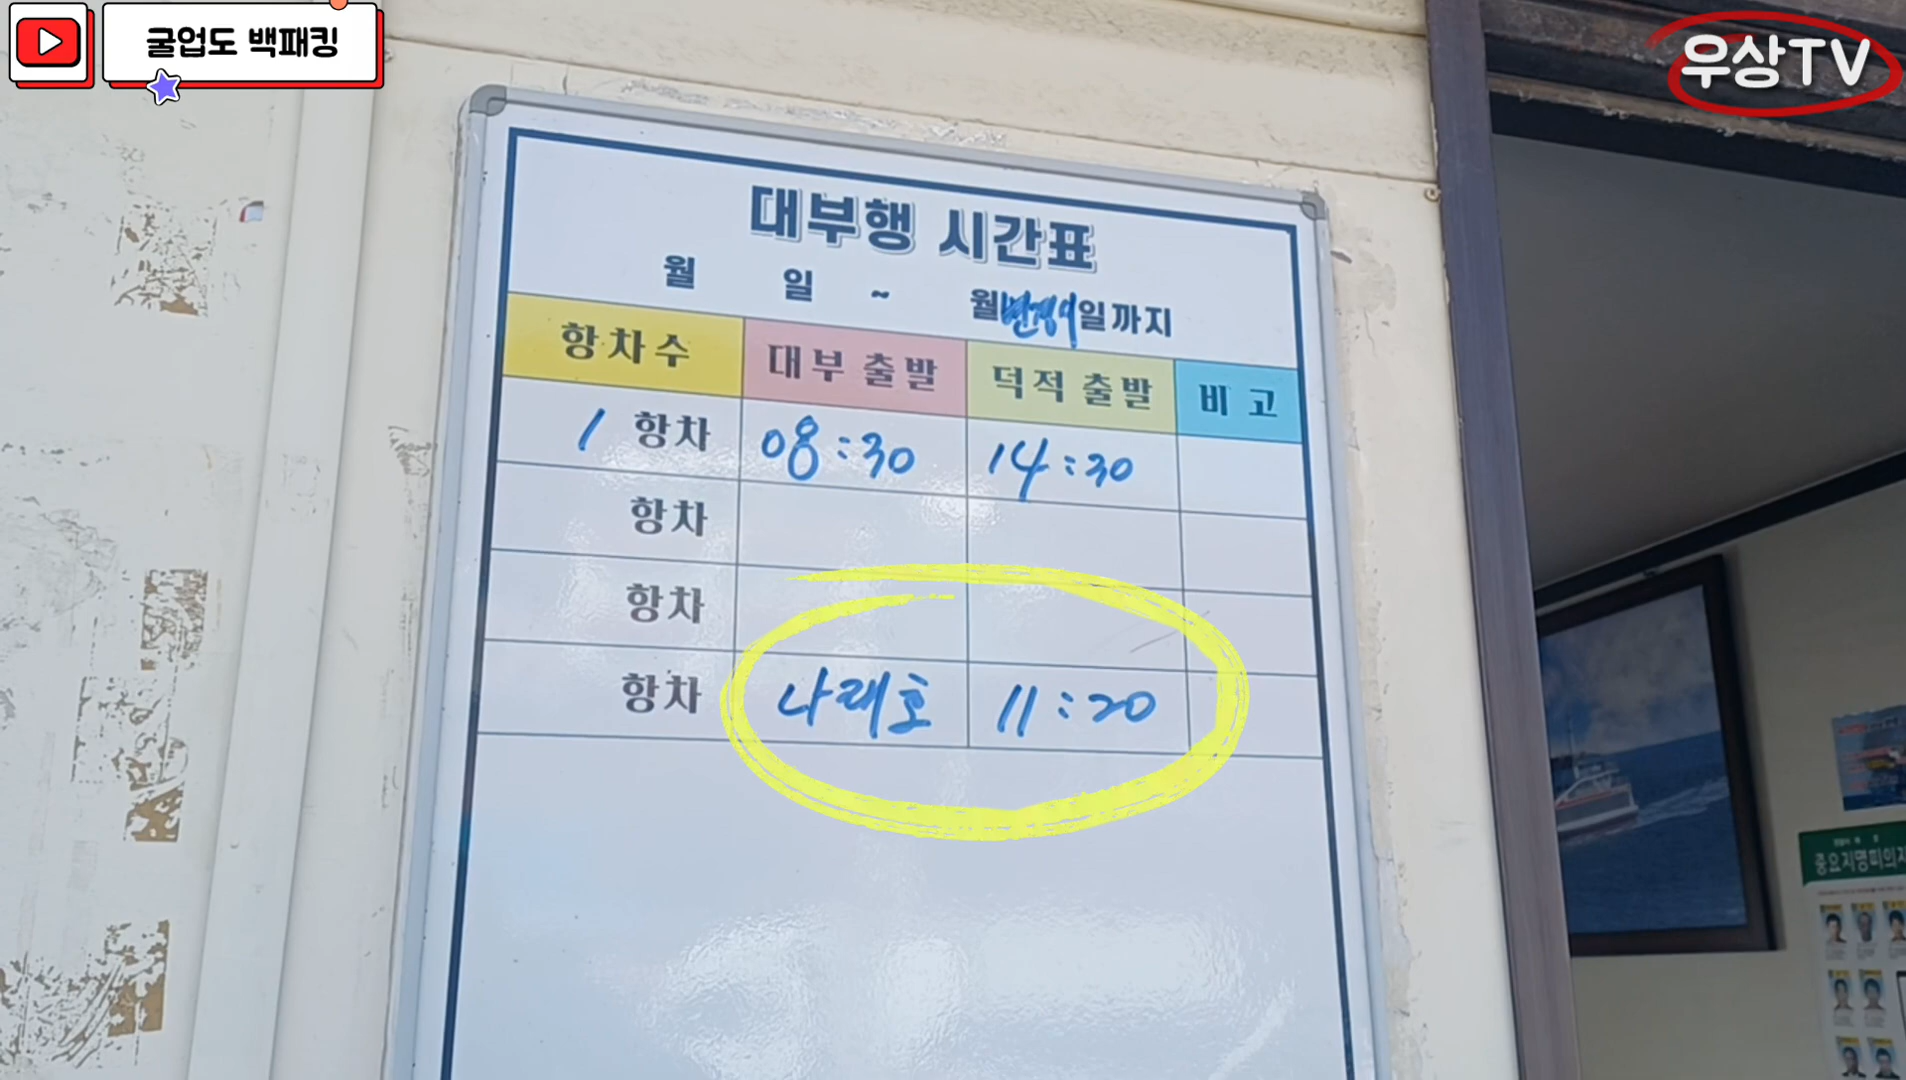 굴업도 백패킹
우상TV
대부행 시간표
월 일 ~ 월 일까지
항차수 대부 출발 덕적 출발 비고
1 항차 08:30 14:30
항차
항차
항차 나래호 11:20